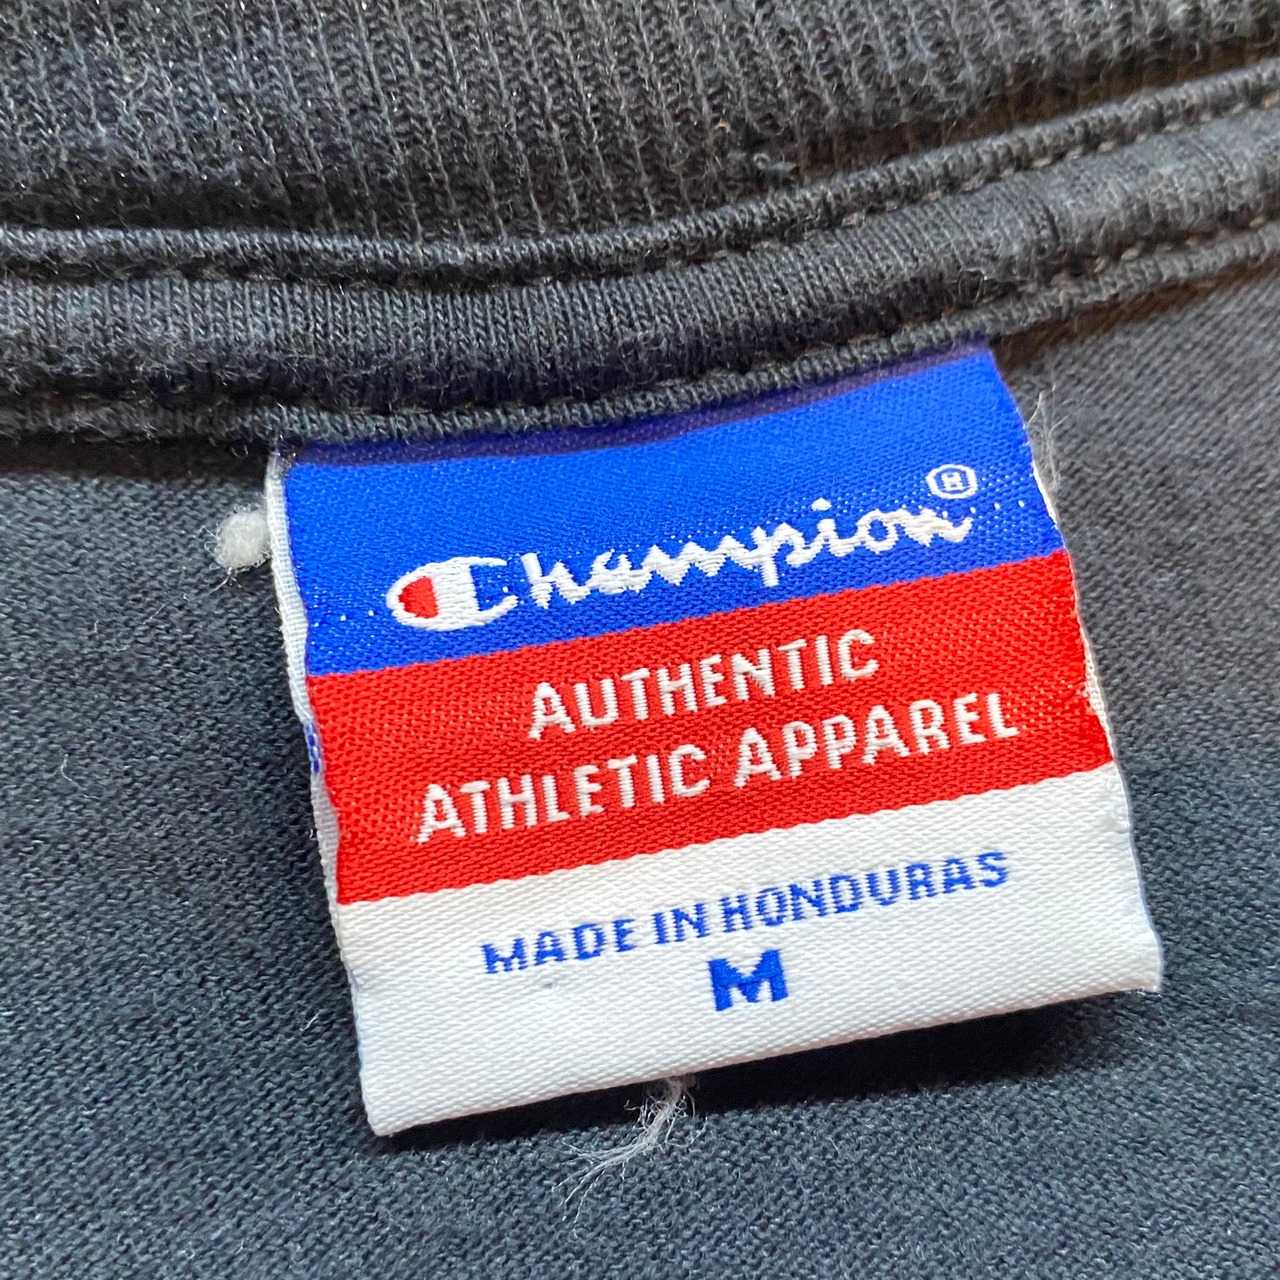 Champion®
AUTHENTIC
ATHLETIC APPAREL
MADE IN HONDURAS
M